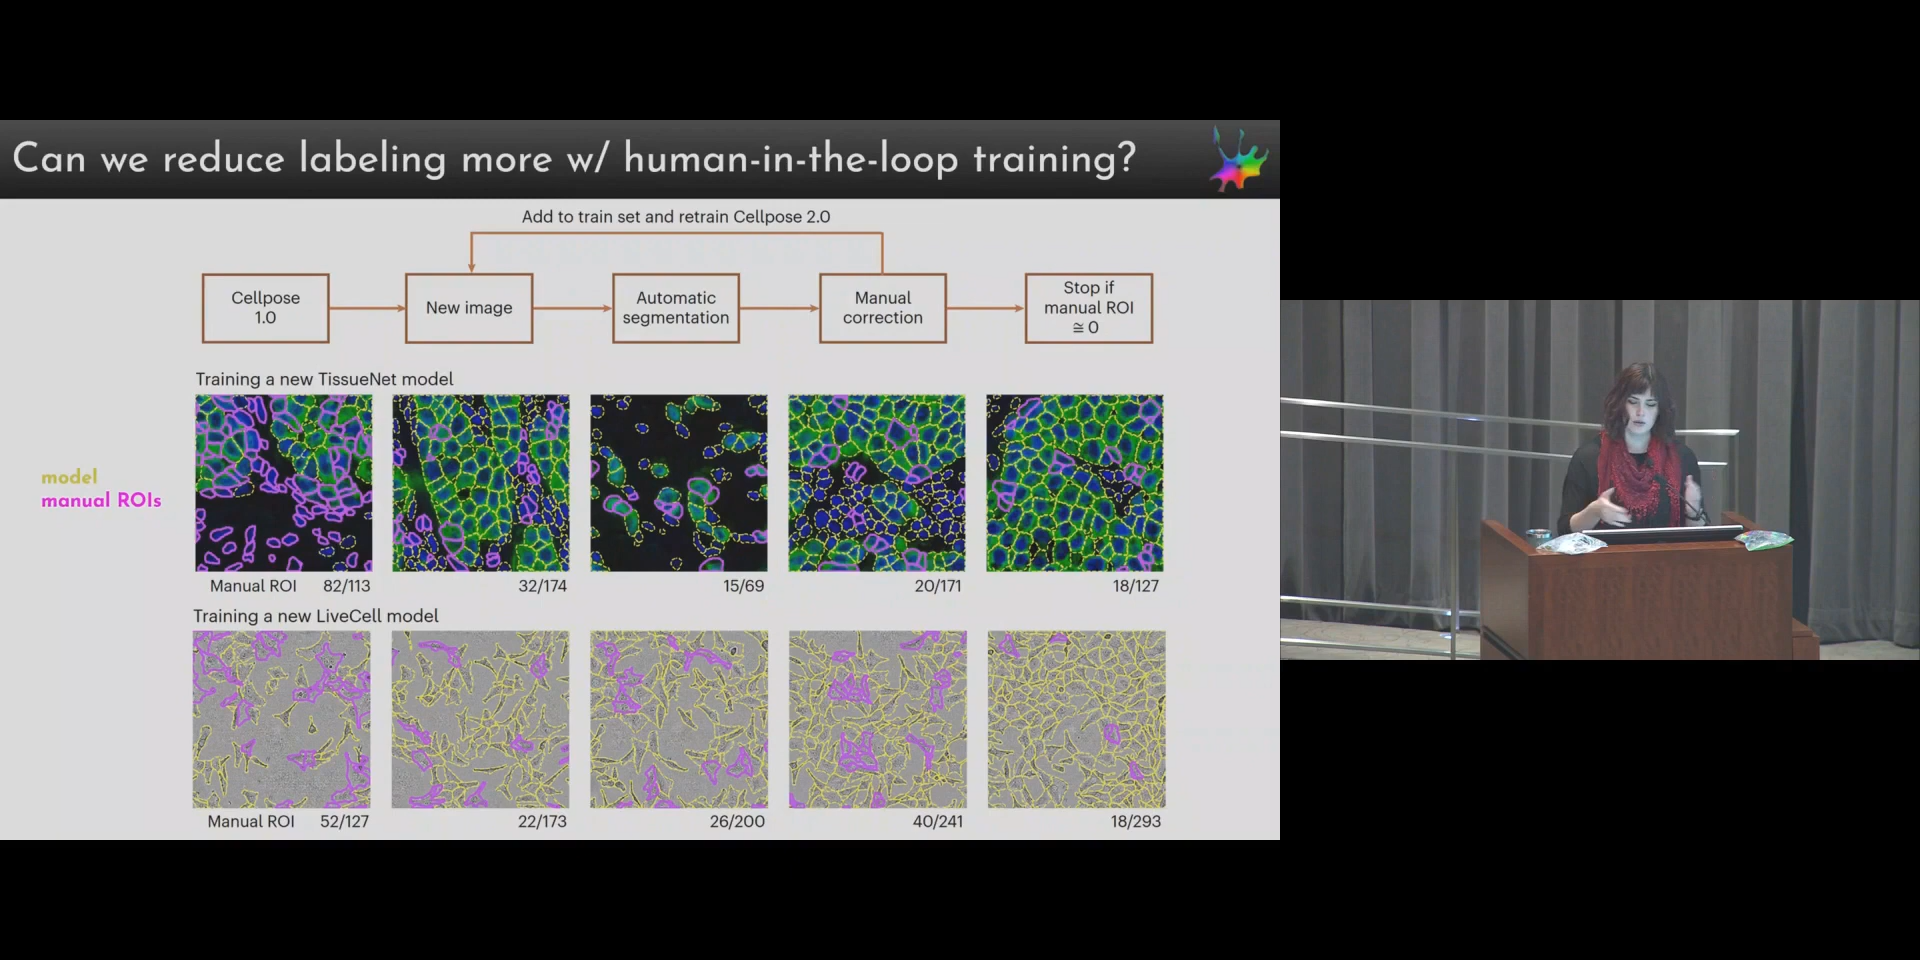 Can we reduce labeling more w/ human-in-the-loop training?
Add to train set and retrain Cellpose 2.0
Cellpose
1.0
New image
Automatic
segmentation
Manual
correction
Stop if
manual ROI
≅ 0
Training a new TissueNet model
model
manual ROIs
Manual ROI 82/113 32/174 15/69 20/171 18/127
Training a new LiveCell model
Manual ROI 52/127 22/173 26/200 40/241 18/293